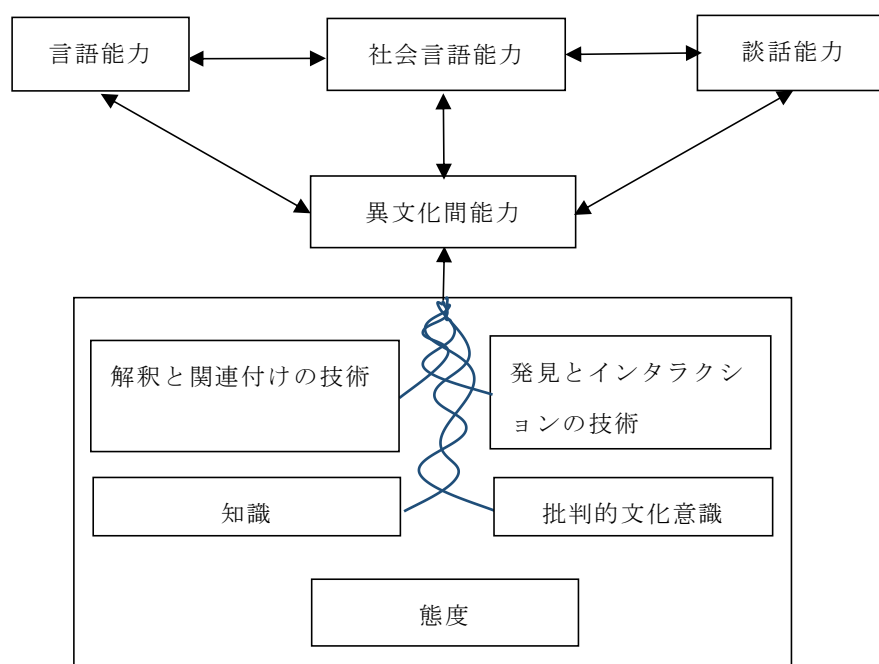 言語能力
社会言語能力
談話能力
異文化間能力
解釈と関連付けの技術
発見とインタラクシ
ョンの技術
知識
批判的文化意識
態度